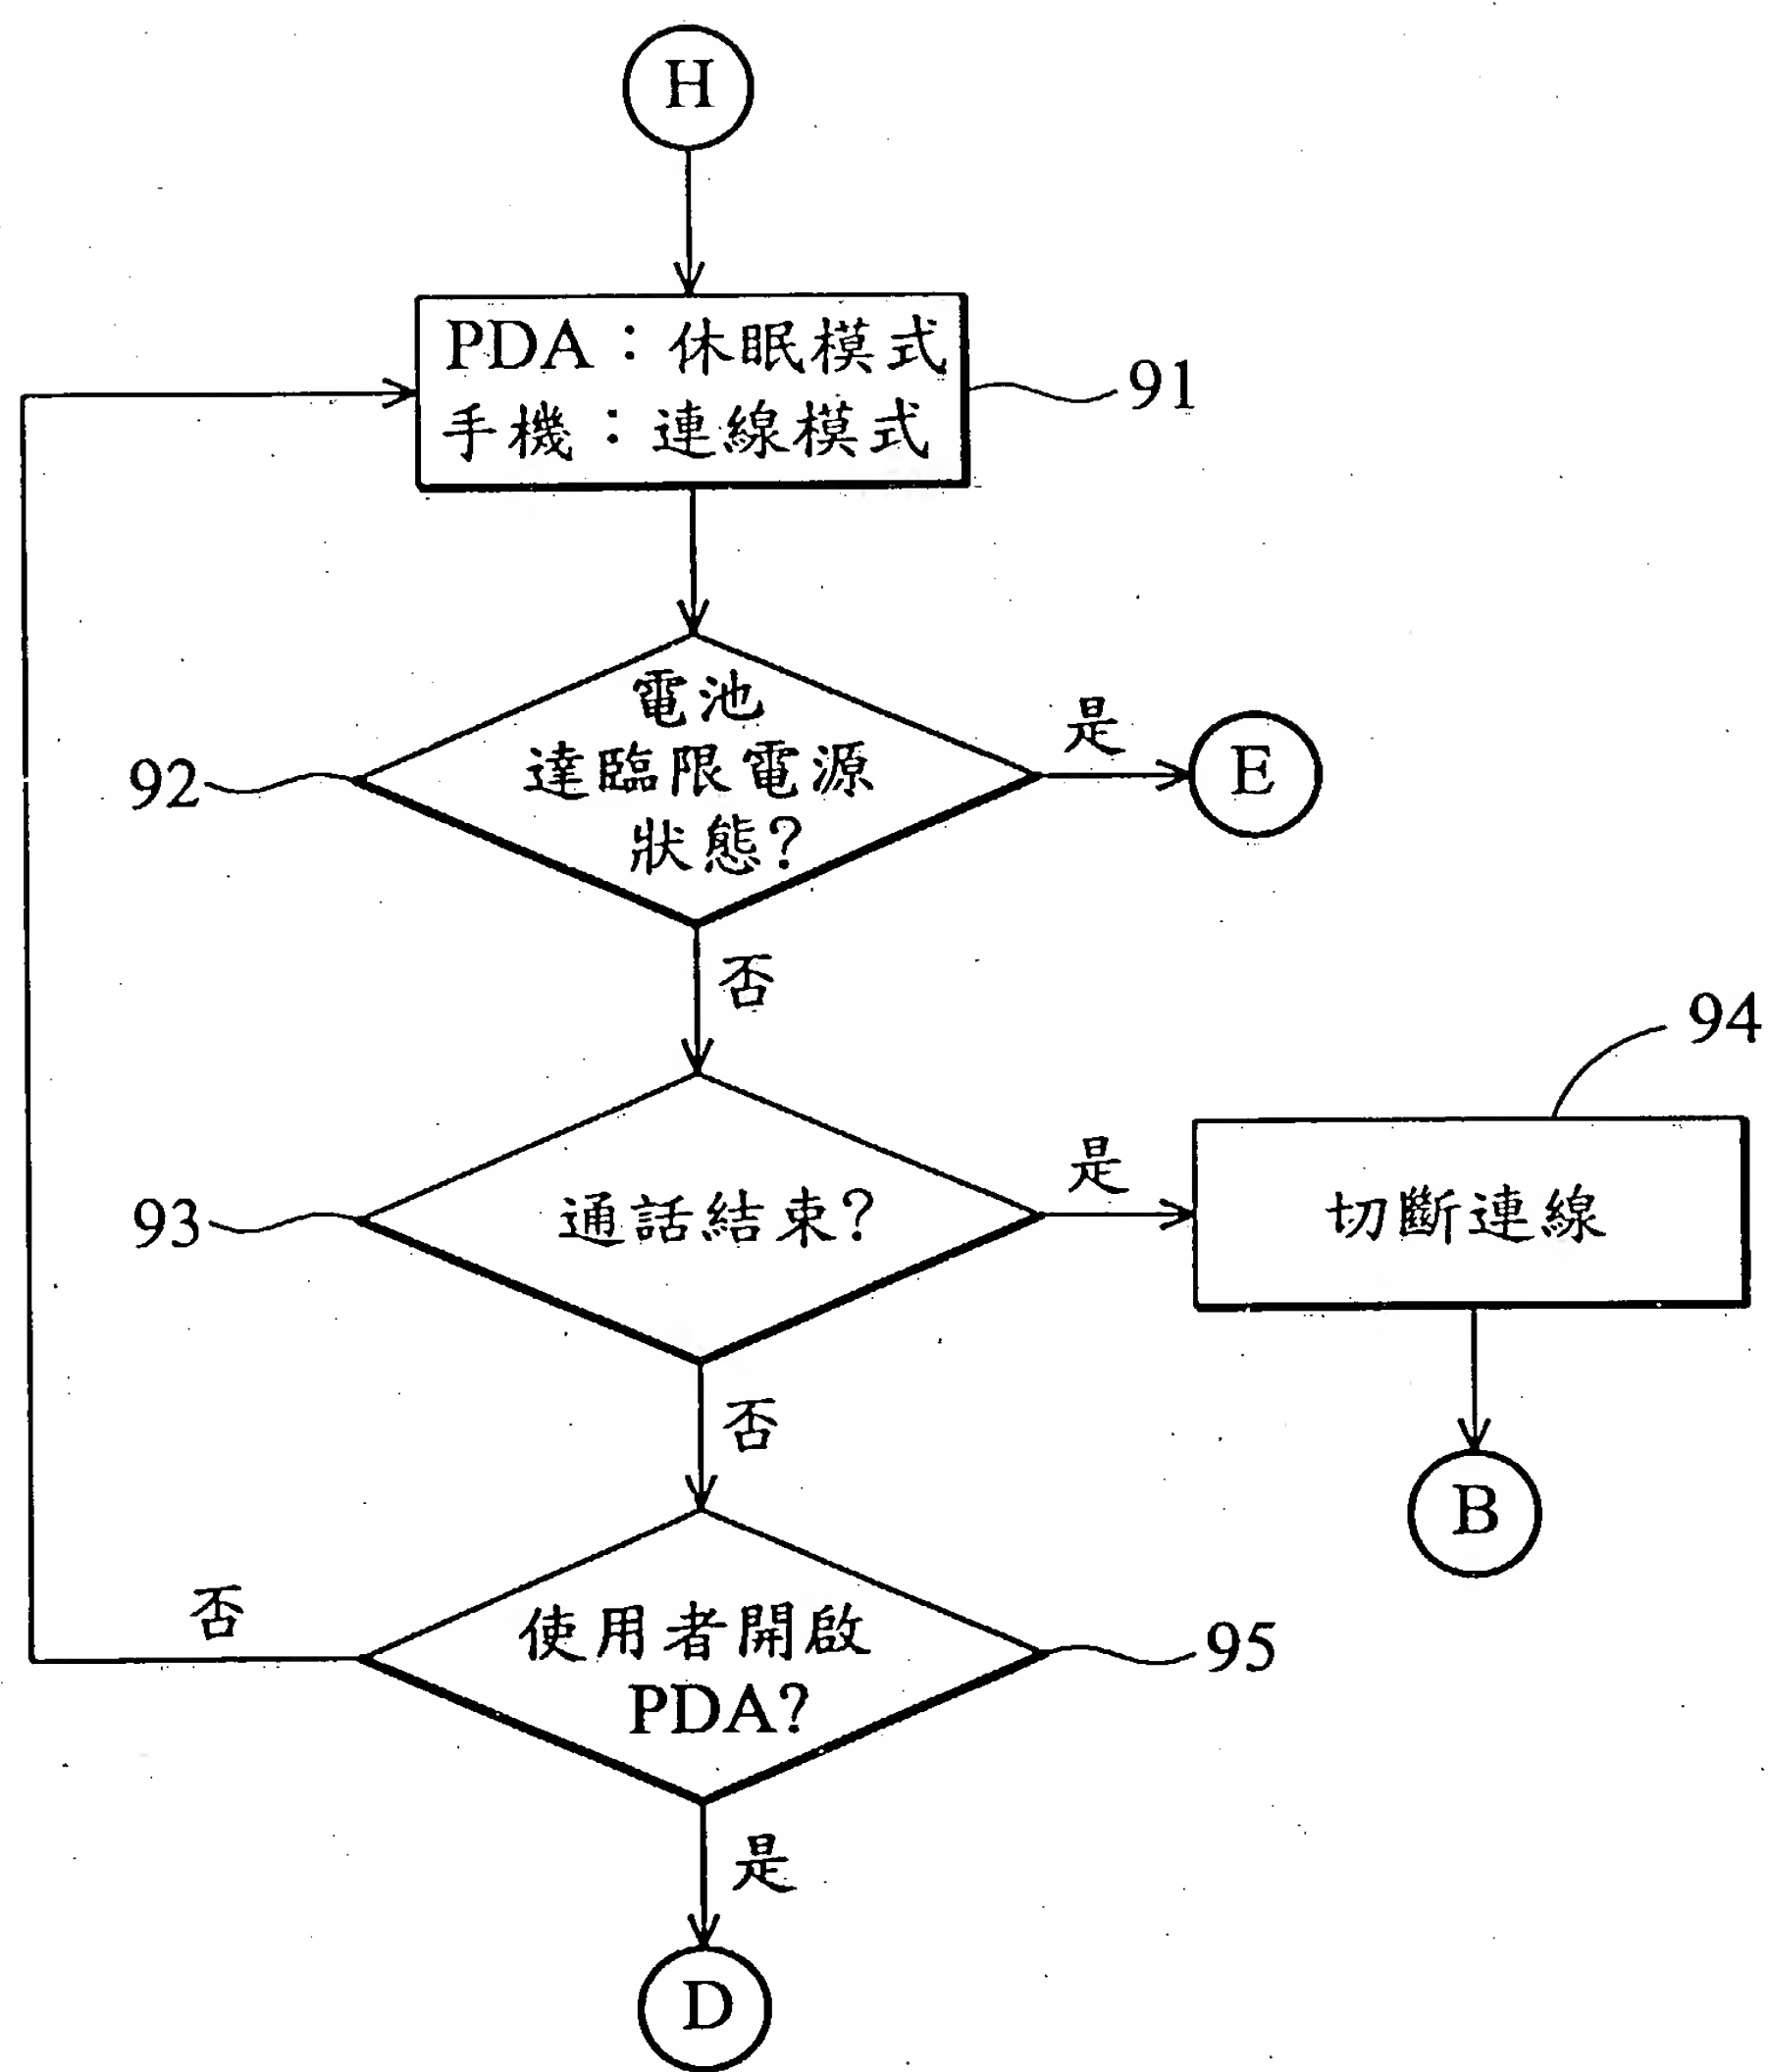 H
PDA：休眠模式
手機：連線模式
91
電池
達臨限電源
狀態?
92
是
E
否
94
通話結束?
93
是
切斷連線
否
B
使用者開啟
PDA?
否
95
是
D